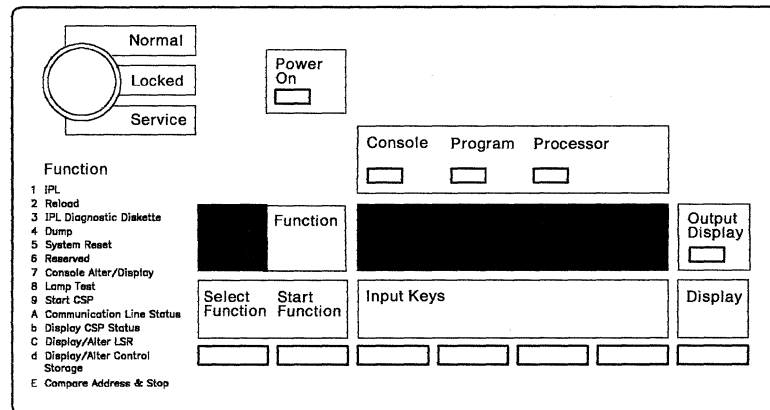 Normal
Locked
Service
Power
On
Console Program Processor
Function
1 IPL
2 Reload
3 IPL Diagnostic Diskette
4 Dump
5 System Reset
6 Reserved
7 Console Alter/Display
8 Lamp Test
9 Start CSP
A Communication Line Status
b Display CSP Status
C Display/Alter LSR
d Display/Alter Control
Storage
E Compare Address & Stop
Function
Output
Display
Select Start
Function Function
Input Keys
Display